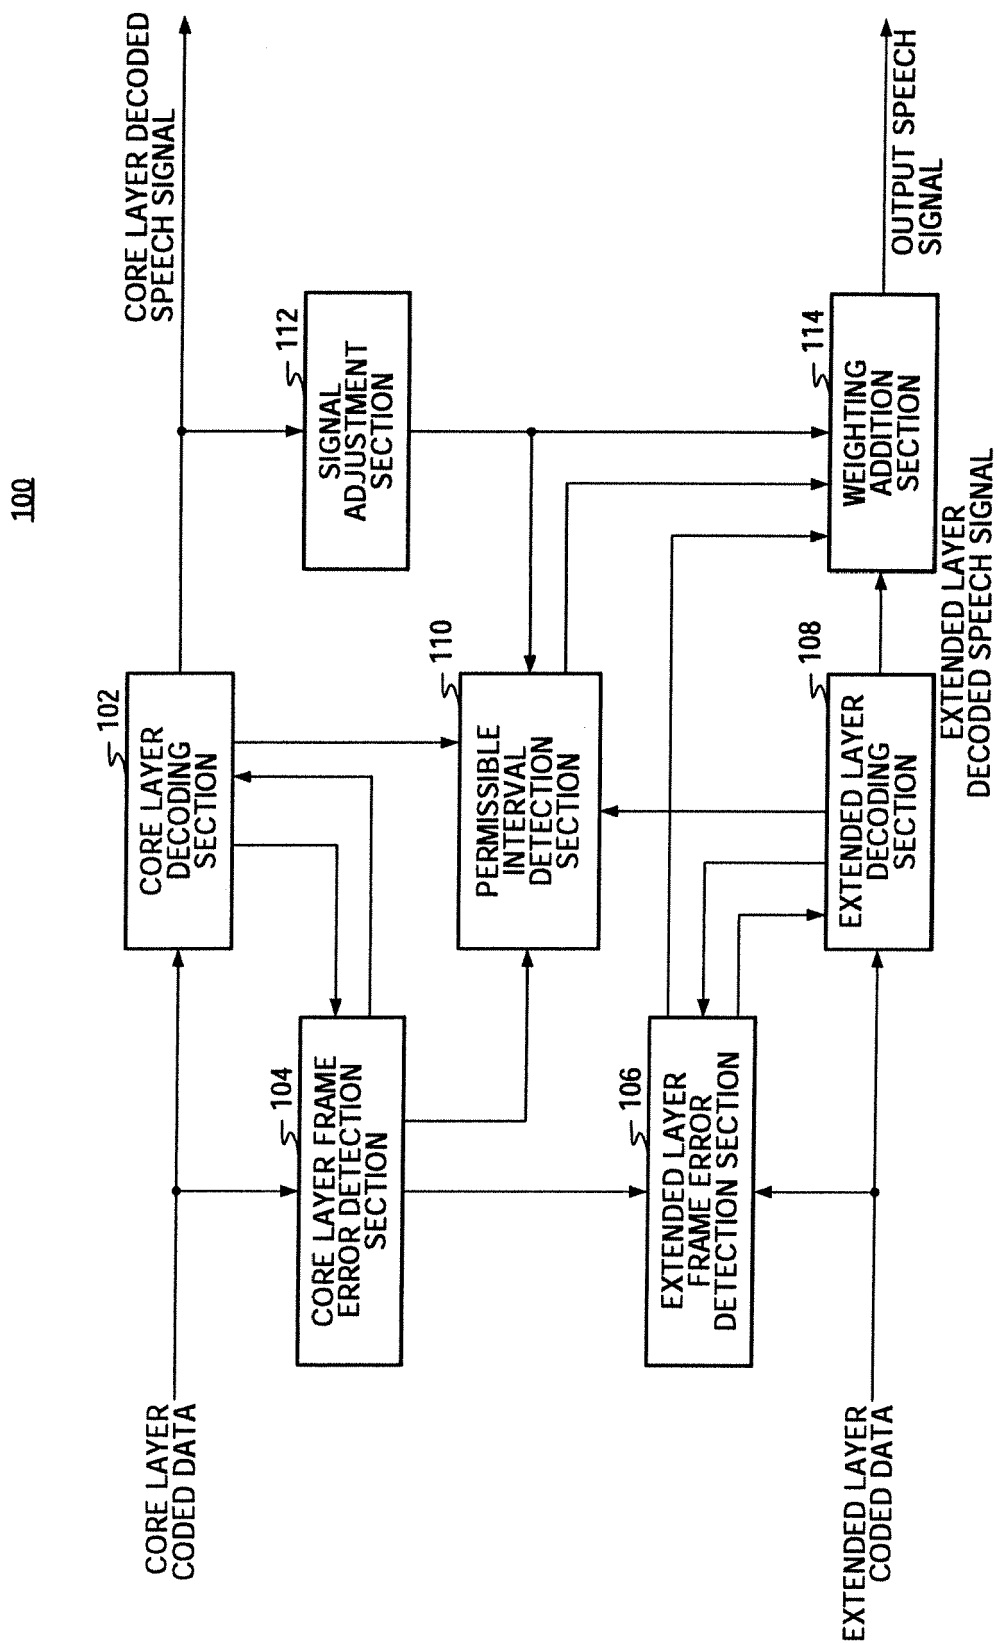 100
CORE LAYER
CODED DATA
CORE LAYER DECODED
SPEECH SIGNAL
102
CORE LAYER
DECODING
SECTION
104
CORE LAYER FRAME
ERROR DETECTION
SECTION
112
SIGNAL
ADJUSTMENT
SECTION
110
PERMISSIBLE
INTERVAL
DETECTION
SECTION
106
EXTENDED LAYER
FRAME ERROR
DETECTION SECTION
108
EXTENDED LAYER
DECODING
SECTION
114
WEIGHTING
ADDITION
SECTION
EXTENDED LAYER
CODED DATA
EXTENDED LAYER
DECODED SPEECH SIGNAL
OUTPUT SPEECH
SIGNAL